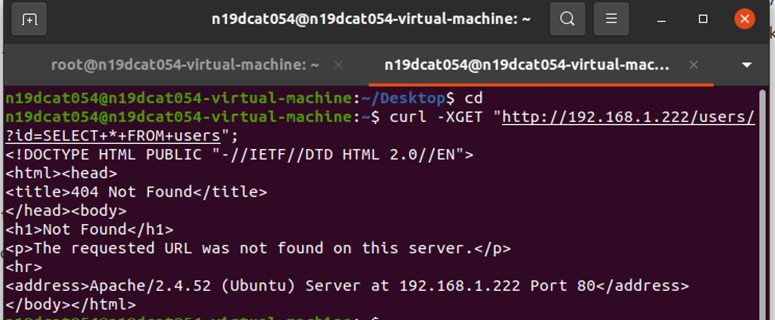 n19dcat054@n19dcat054-virtual-machine: ~
root@n19dcat054-virtual-machine: ~
n19dcat054@n19dcat054-virtual-mac...
n19dcat054@n19dcat054-virtual-machine:~/Desktop$ cd
n19dcat054@n19dcat054-virtual-machine:~$ curl -XGET "http://192.168.1.222/users/
?id=SELECT+*+FROM+users";
<!DOCTYPE HTML PUBLIC "-//IETF//DTD HTML 2.0//EN">
<html><head>
<title>404 Not Found</title>
</head><body>
<h1>Not Found</h1>
<p>The requested URL was not found on this server.</p>
<hr>
<address>Apache/2.4.52 (Ubuntu) Server at 192.168.1.222 Port 80</address>
</body></html>